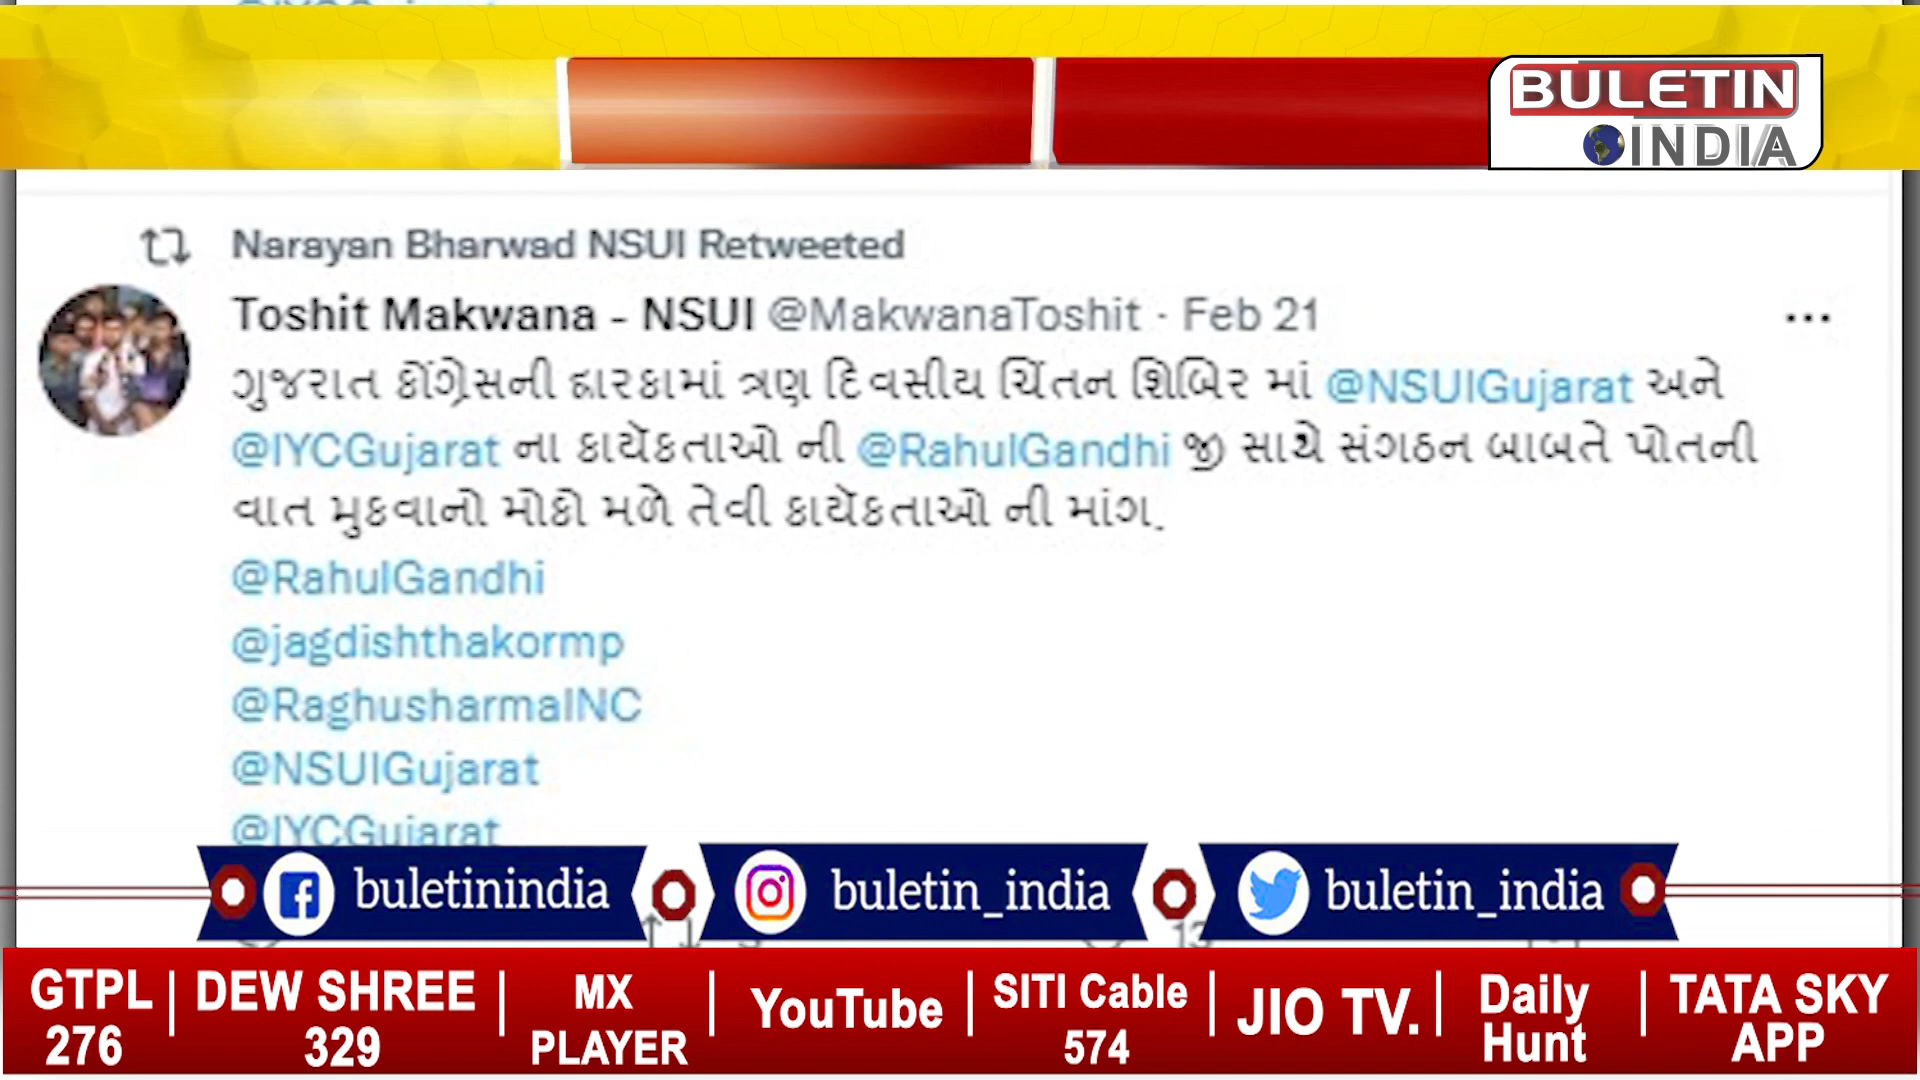 BULETIN
INDIA
Narayan Bharwad NSUI Retweeted
Toshit Makwana - NSUI @MakwanaToshit · Feb 21
ગુજરાત કોંગ્રેસની દ્વારકામાં ત્રણ દિવસીય ચિંતન શિબિર માં @NSUIGujarat અને
@IYCGujarat ના કાર્યકતાઓ ની @RahulGandhi જી સાથે સંગઠન બાબતે પોતની
વાત મુકવાનો મોકો મળે તેવી કાર્યકતાઓ ની માંગ.
@RahulGandhi
@jagdishthakormp
@RaghusharmaINC
@NSUIGujarat
@IYCGujarat
buletinindia
buletin_india
buletin_india
GTPL 276
DEW SHREE 329
MX PLAYER
YouTube
SITI Cable 574
JIO TV.
Daily Hunt
TATA SKY APP